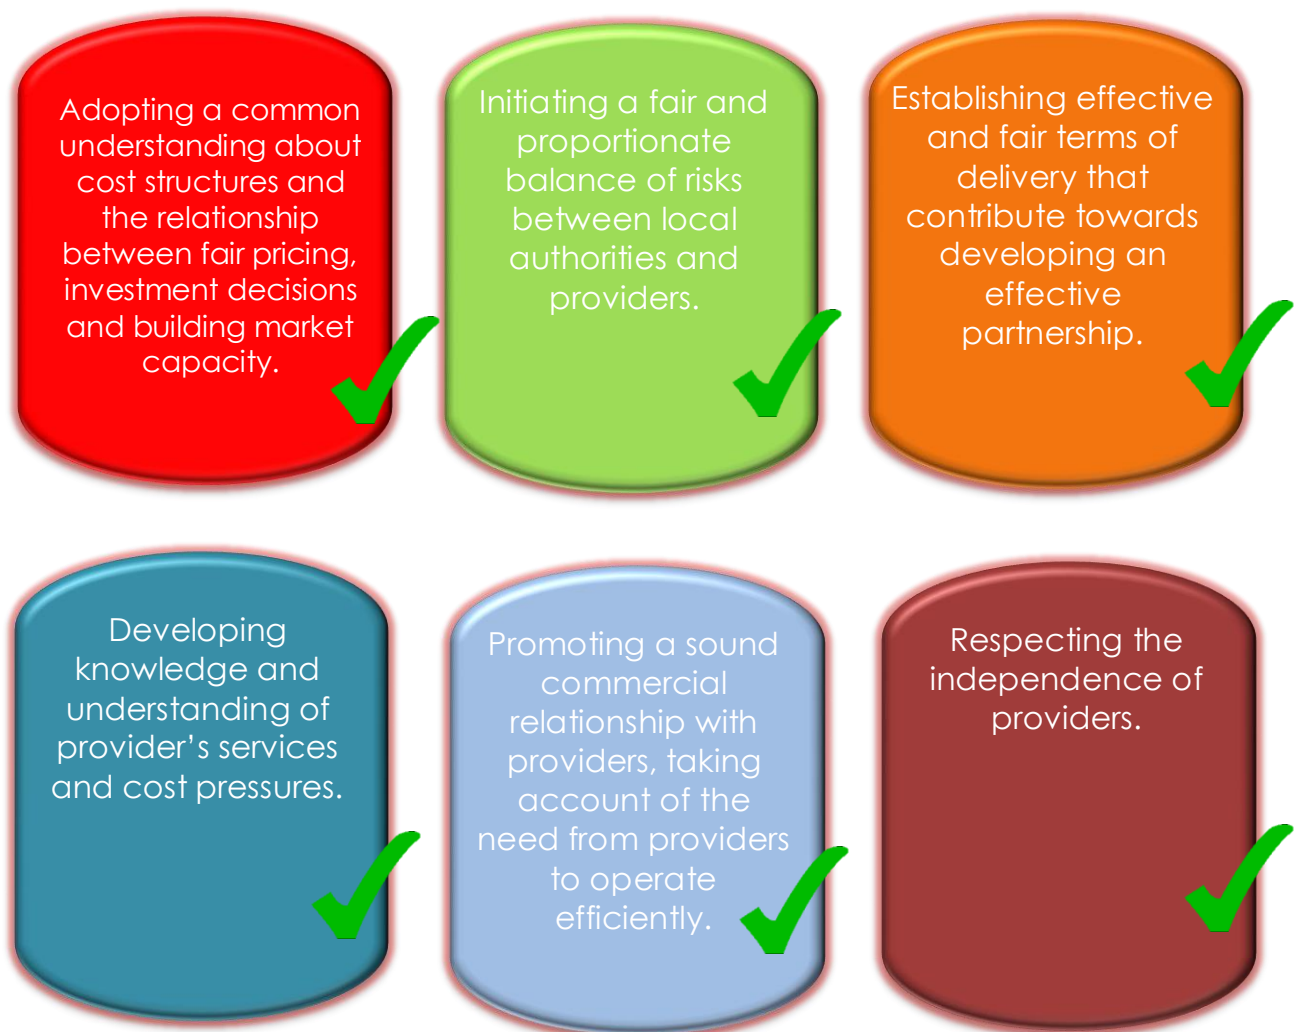 Adopting a common
understanding about
cost structures and
the relationship
between fair pricing,
investment decisions
and building market
capacity.
Initiating a fair and
proportionate
balance of risks
between local
authorities and
providers.
Establishing effective
and fair terms of
delivery that
contribute towards
developing an
effective
partnership.
Developing
knowledge and
understanding of
provider’s services
and cost pressures.
Promoting a sound
commercial
relationship with
providers, taking
account of the
need from providers
to operate
efficiently.
Respecting the
independence of
providers.